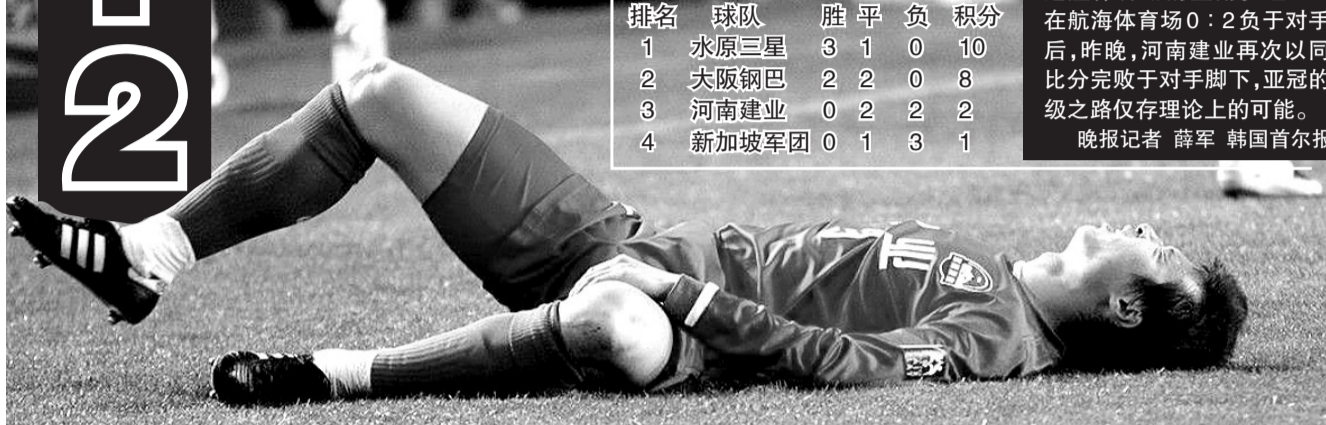 2
排名 球队 胜 平 负 积分
1 水原三星 3 1 0 10
2 大阪钢巴 2 2 0 8
3 河南建业 0 2 2 2
4 新加坡军团 0 1 3 1
在航海体育场0：2负于对手
后，昨晚，河南建业再次以同
比分完败于对手脚下，亚冠的
级之路仅存理论上的可能。
晚报记者 薛军 韩国首尔报